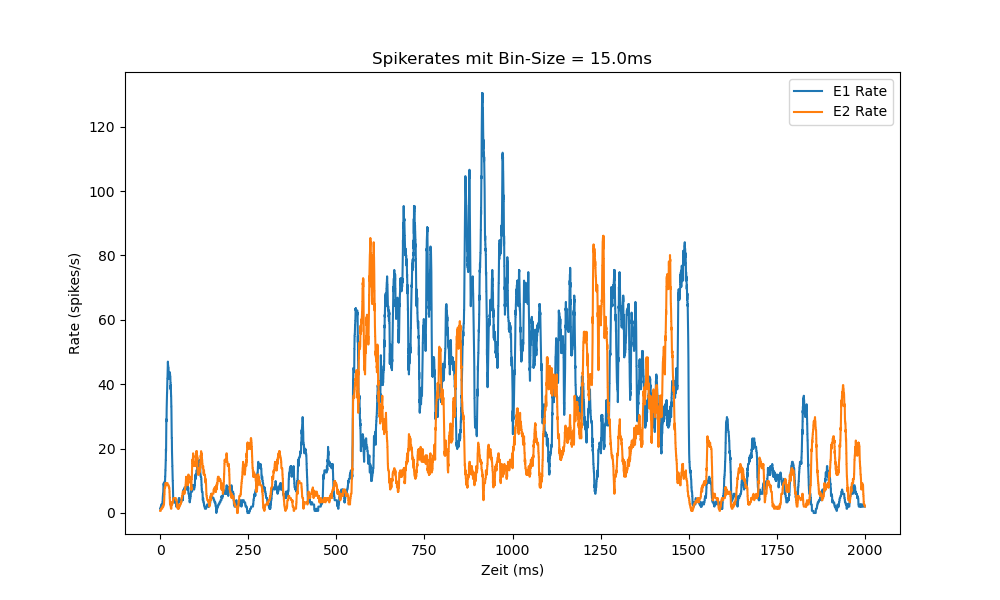 Spikerates mit Bin-Size = 15.0ms
E1 Rate
E2 Rate
Rate (spikes/s)
120
100
80
60
40
20
0
0 250 500 750 1000 1250 1500 1750 2000
Zeit (ms)